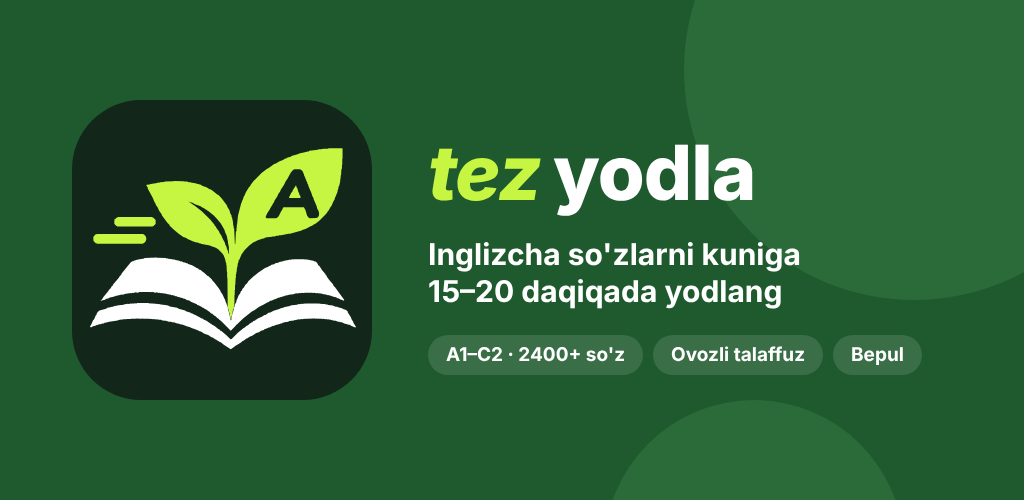 A
tez yodla
Inglizcha so'zlarni kuniga
15–20 daqiqada yodlang
A1–C2 · 2400+ so'z
Ovozli talaffuz
Bepul